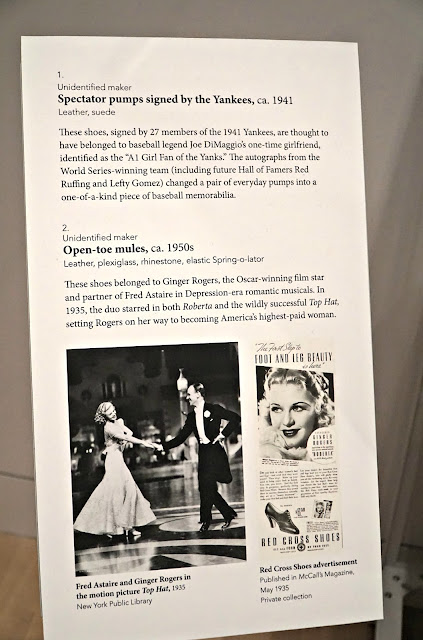 1.
Unidentified maker
Spectator pumps signed by the Yankees, ca. 1941
Leather, suede
These shoes, signed by 27 members of the 1941 Yankees, are thought to
have belonged to baseball legend Joe DiMaggio's one-time girlfriend,
identified as the "A1 Girl Fan of the Yanks." The autographs from the
World Series-winning team (including future Hall of Famers Red
Ruffing and Lefty Gomez) changed a pair of everyday pumps into a
one-of-a-kind piece of baseball memorabilia.
2.
Unidentified maker
Open-toe mules, ca. 1950s
Leather, plexiglass, rhinestone, elastic Spring-o-lator
These shoes belonged to Ginger Rogers, the Oscar-winning film star
and partner of Fred Astaire in Depression-era romantic musicals. In
1935, the duo starred in both Roberta and the wildly successful Top Hat,
setting Rogers on her way to becoming America's highest-paid woman.
"The First Step to
FOOT AND LEG BEAUTY
is here"
GINGER
ROGERS
ROBERTA
RED CROSS SHOES
Fred Astaire and Ginger Rogers in
the motion picture Top Hat, 1935
New York Public Library
Red Cross Shoes advertisement
Published in McCall's Magazine,
May 1935
Private collection